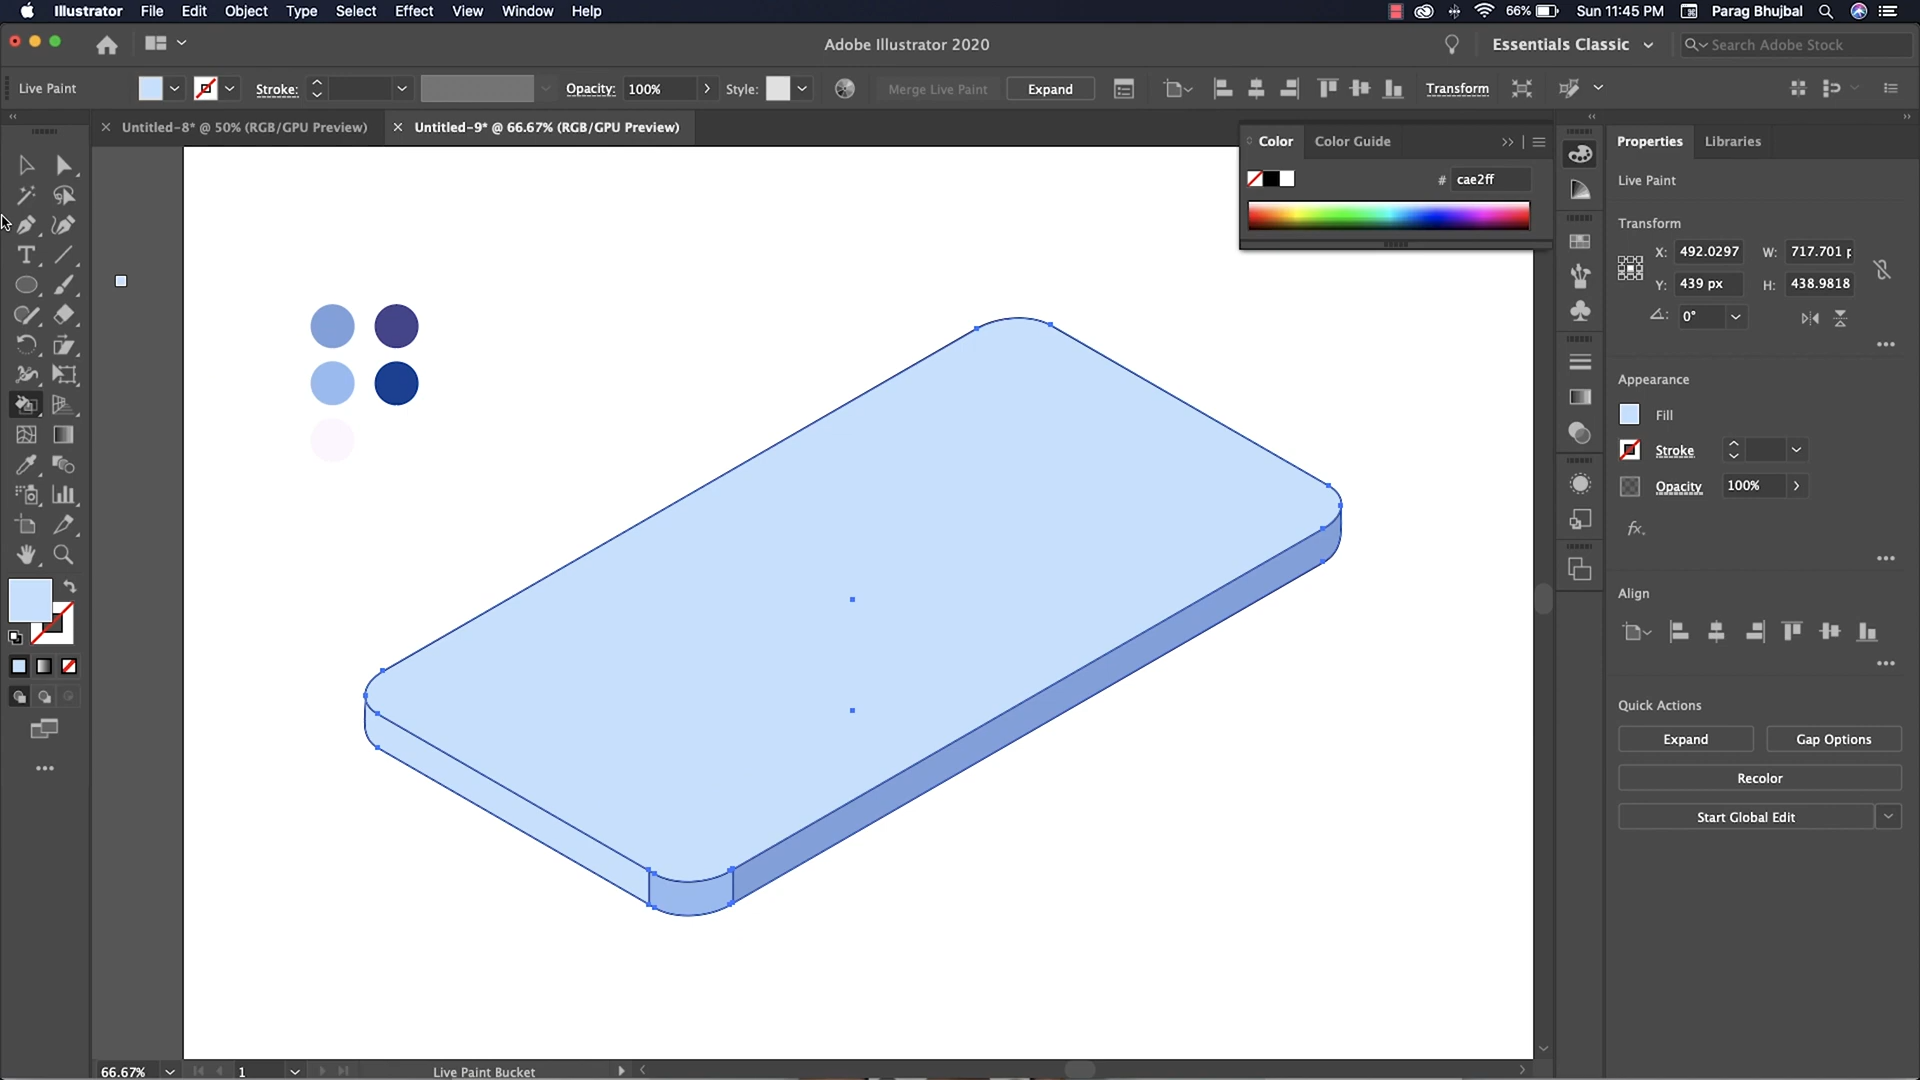 Illustrator File Edit Object Type Select Effect View Window Help 66% Sun 11:45 PM Parag Bhujbal
Adobe Illustrator 2020 Essentials Classic Search Adobe Stock
Live Paint Stroke: Opacity: 100% Style: Merge Live Paint Expand Transform
Untitled-8* @ 50% (RGB/GPU Preview) Untitled-9* @ 66.67% (RGB/GPU Preview)
Color Color Guide
# cae2ff
Properties Libraries
Live Paint
Transform
X: 492.0297 W: 717.701 p
Y: 439 px H: 438.9818
0°
Appearance
Fill
Stroke
Opacity 100%
fx.
Align
Quick Actions
Expand Gap Options
Recolor
Start Global Edit
66.67% 1 Live Paint Bucket